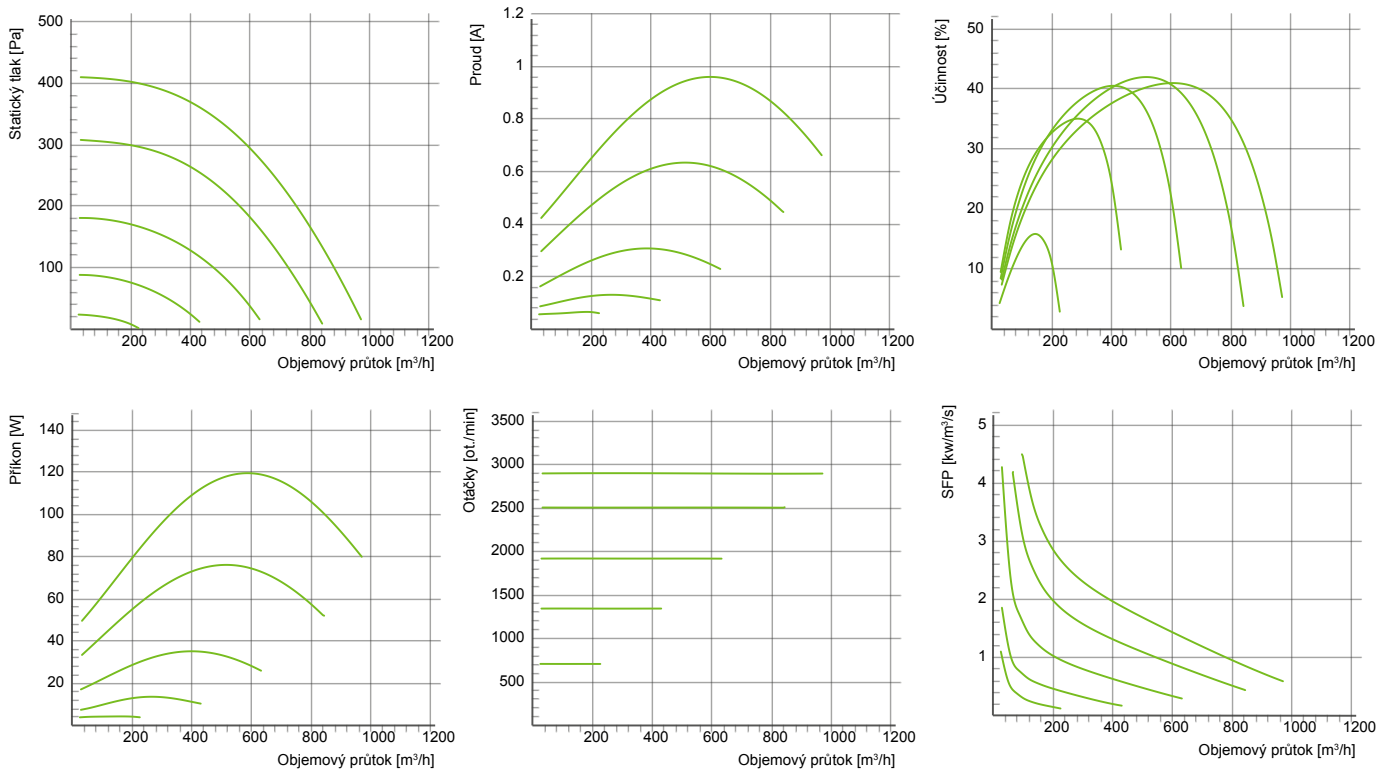 Statický tlak [Pa]
500
400
300
200
100
200 400 600 800 1000 1200
Objemový průtok [m³/h]
Proud [A]
1.2
1
0.8
0.6
0.4
0.2
200 400 600 800 1000 1200
Objemový průtok [m³/h]
Účinnost [%]
50
40
30
20
10
200 400 600 800 1000 1200
Objemový průtok [m³/h]
Příkon [W]
140
120
100
80
60
40
20
200 400 600 800 1000 1200
Objemový průtok [m³/h]
Otáčky [ot./min]
3500
3000
2500
2000
1500
1000
500
200 400 600 800 1000 1200
Objemový průtok [m³/h]
SFP [kw/m³/s]
5
4
3
2
1
200 400 600 800 1000 1200
Objemový průtok [m³/h]